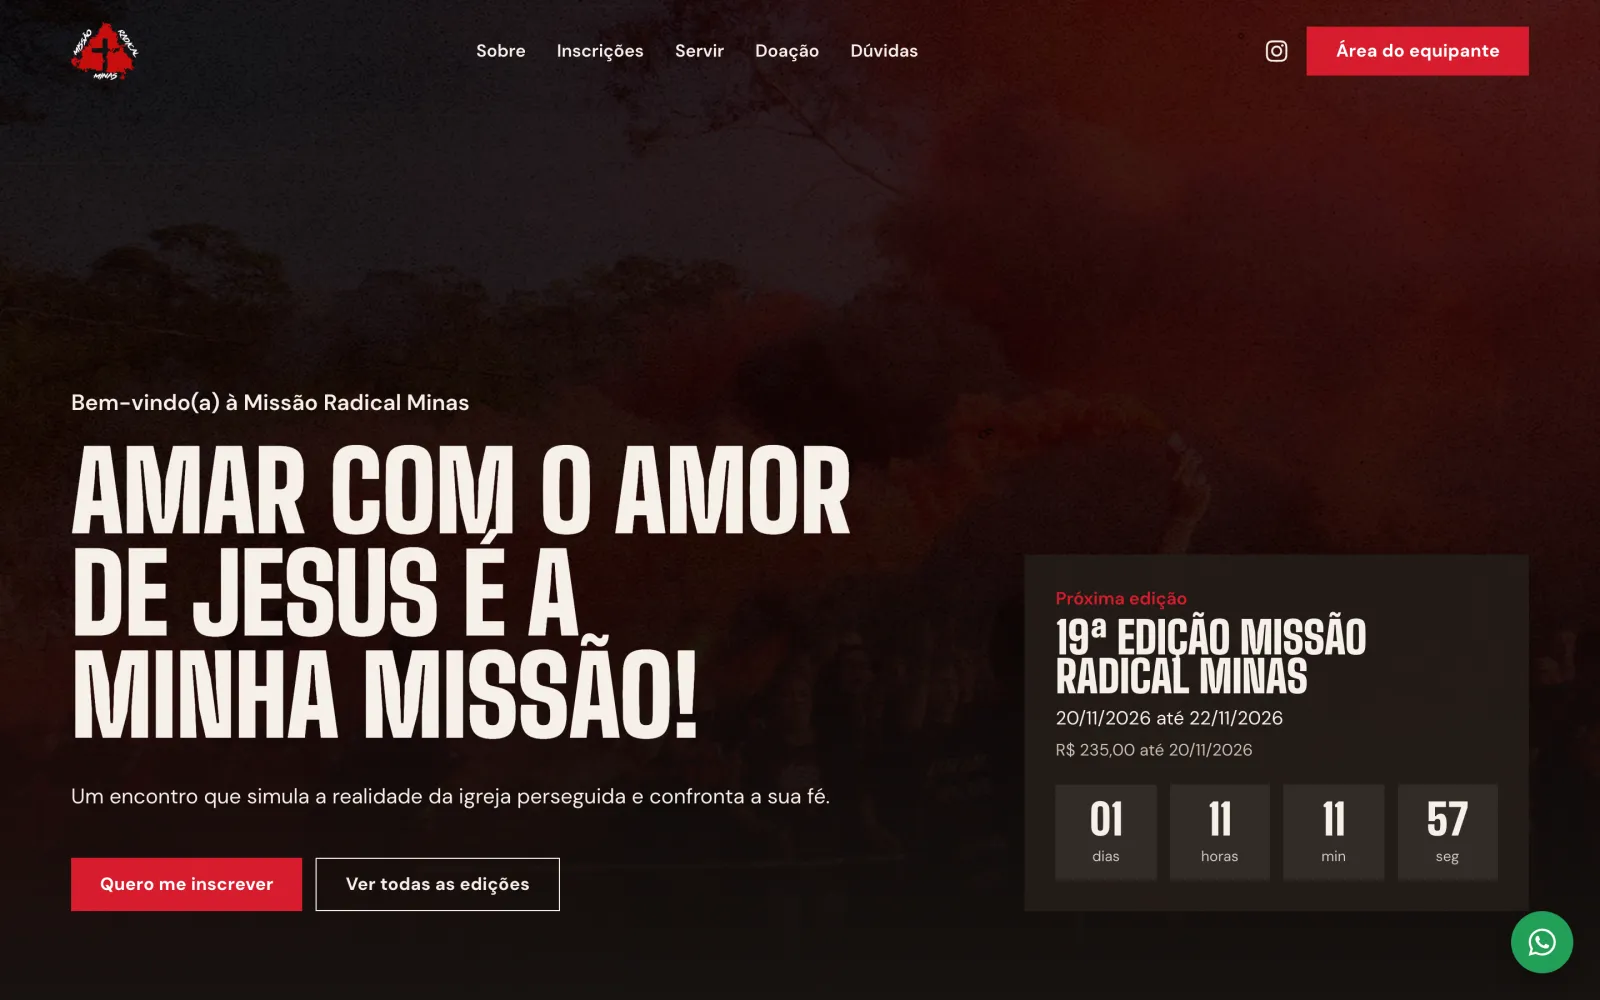 MISSÃO RADICAL
MINAS
Sobre
Inscrições
Servir
Doação
Dúvidas
Área do equipante
Bem-vindo(a) à Missão Radical Minas
AMAR COM O AMOR
DE JESUS É A
MINHA MISSÃO!
Um encontro que simula a realidade da igreja perseguida e confronta a sua fé.
Quero me inscrever
Ver todas as edições
Próxima edição
19ª EDIÇÃO MISSÃO
RADICAL MINAS
20/11/2026 até 22/11/2026
R$ 235,00 até 20/11/2026
01 11 11 57
dias horas min seg